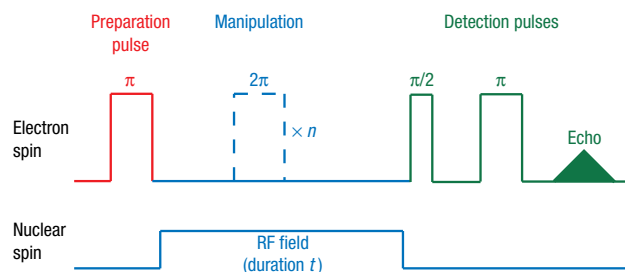 Preparation
pulse
Manipulation
Detection pulses
π
2π
π/2
π
Electron
spin
× n
Echo
Nuclear
spin
RF field
(duration t)